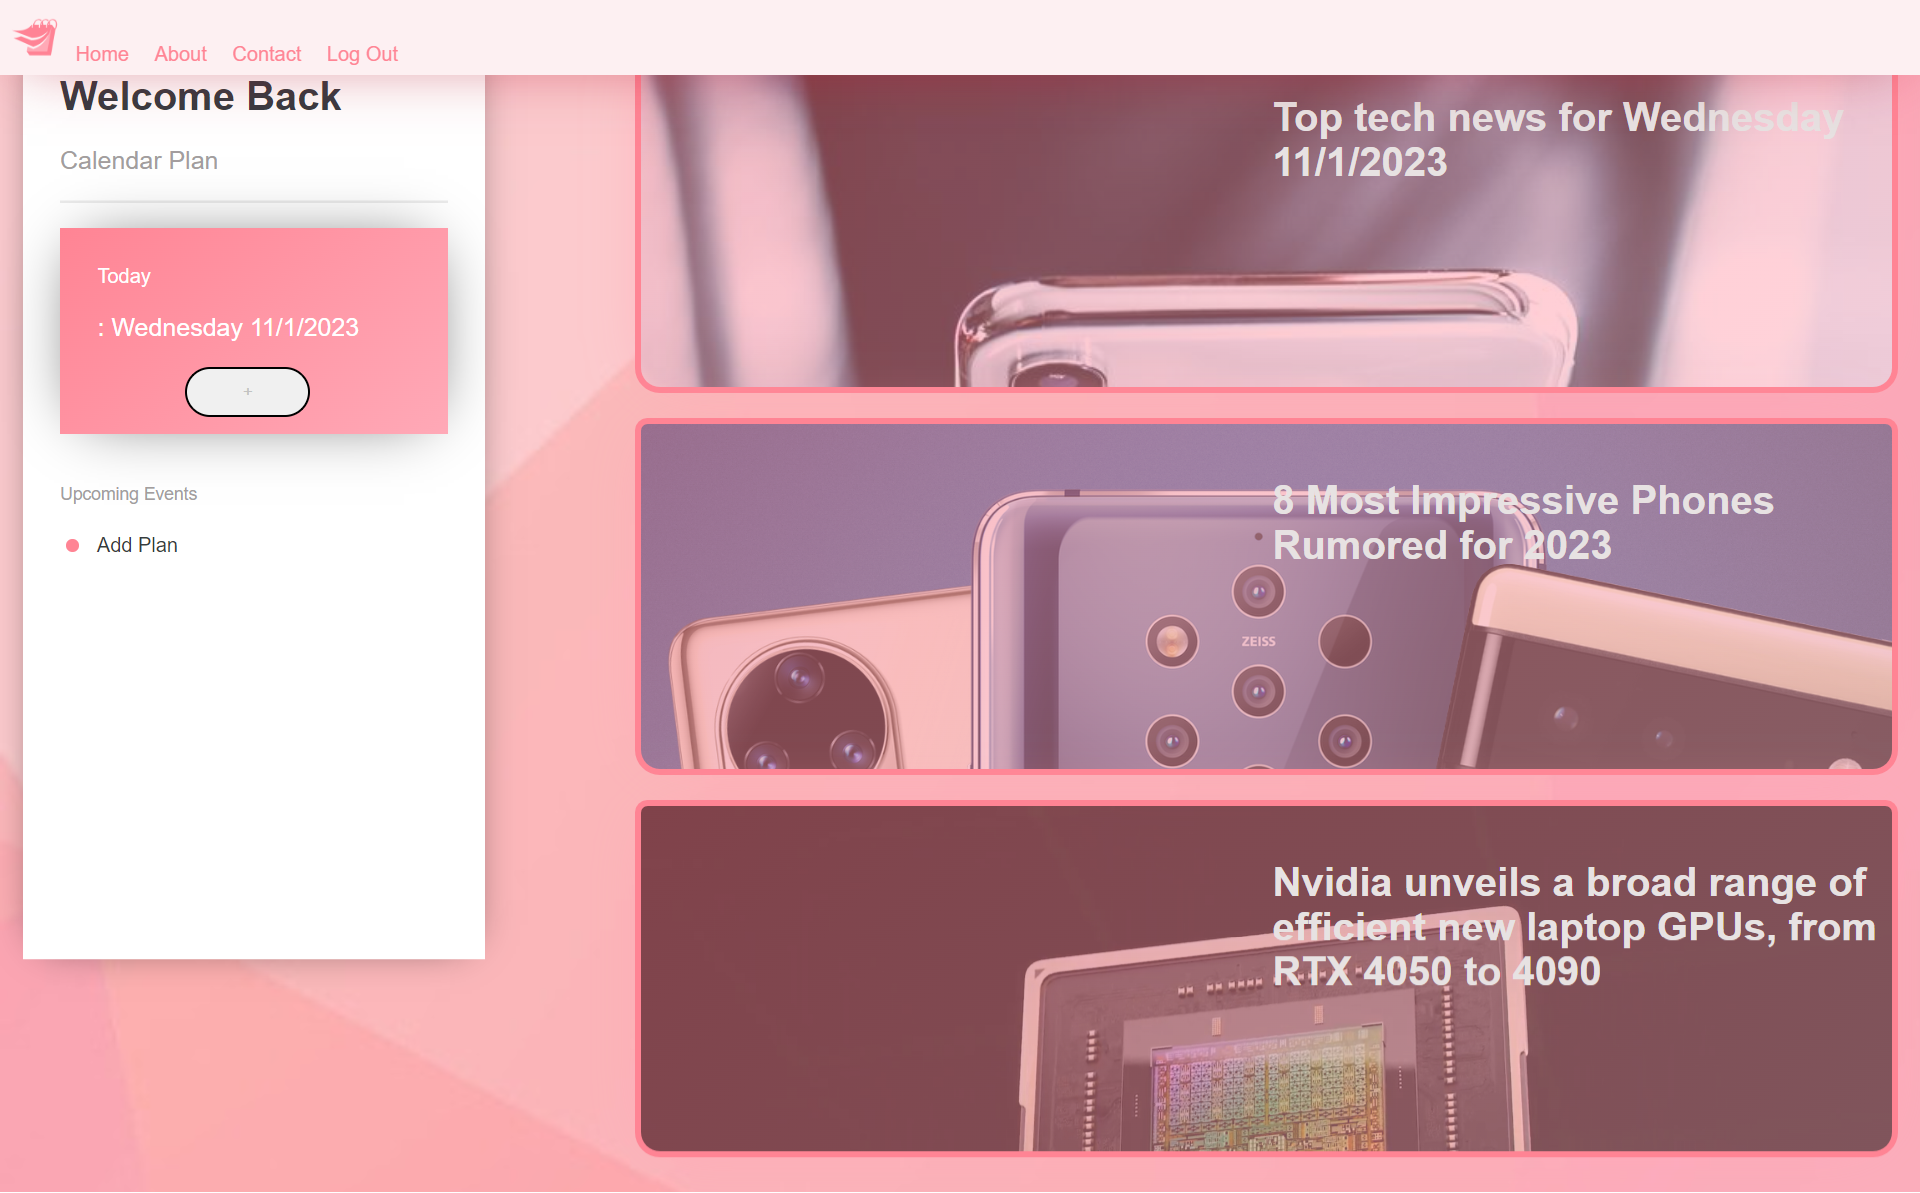 Home About Contact Log Out
Welcome Back
Calendar Plan
Today
: Wednesday 11/1/2023
+
Upcoming Events
Add Plan
Top tech news for Wednesday
11/1/2023
8 Most Impressive Phones
Rumored for 2023
ZEISS
Nvidia unveils a broad range of
efficient new laptop GPUs, from
RTX 4050 to 4090